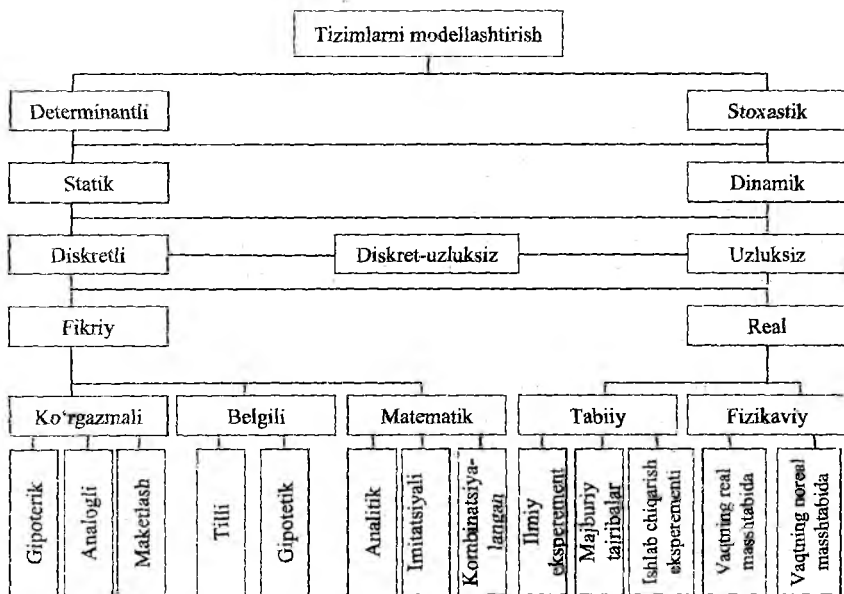 Tizimlarni modellashtirish
Determinantli
Stoxastik
Statik
Dinamik
Diskretli
Diskret-uzluksiz
Uzluksiz
Fikriy
Real
Ko‘rgazmali
Belgili
Matematik
Tabiiy
Fizikaviy
Gipoterik
Analogli
Maketlash
Tilli
Gipotetik
Analitik
Imitatsiyali
Kombinatsiya-
langan
Ilmiy
eksperement
Majburiy
tajribalar
Ishlab chiqarish
eksperementi
Vaqtning real
masshtabida
Vaqtning noreal
masshtabida